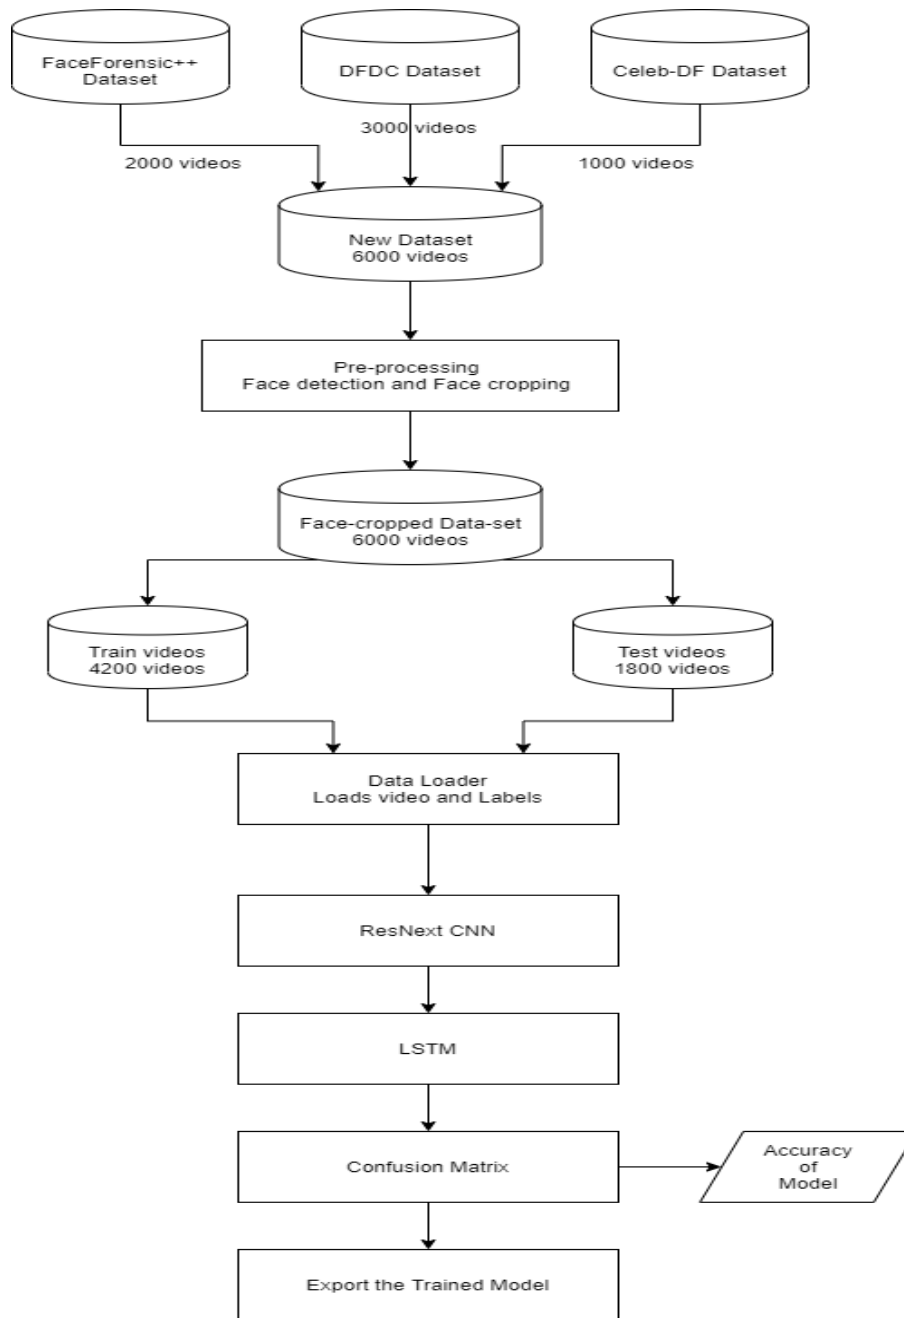 FaceForensic++
Dataset
DFDC Dataset
Celeb-DF Dataset
3000 videos
2000 videos
1000 videos
New Dataset
6000 videos
Pre-processing
Face detection and Face cropping
Face-cropped Data-set
6000 videos
Train videos
4200 videos
Test videos
1800 videos
Data Loader
Loads video and Labels
ResNext CNN
LSTM
Confusion Matrix
Accuracy
of
Model
Export the Trained Model